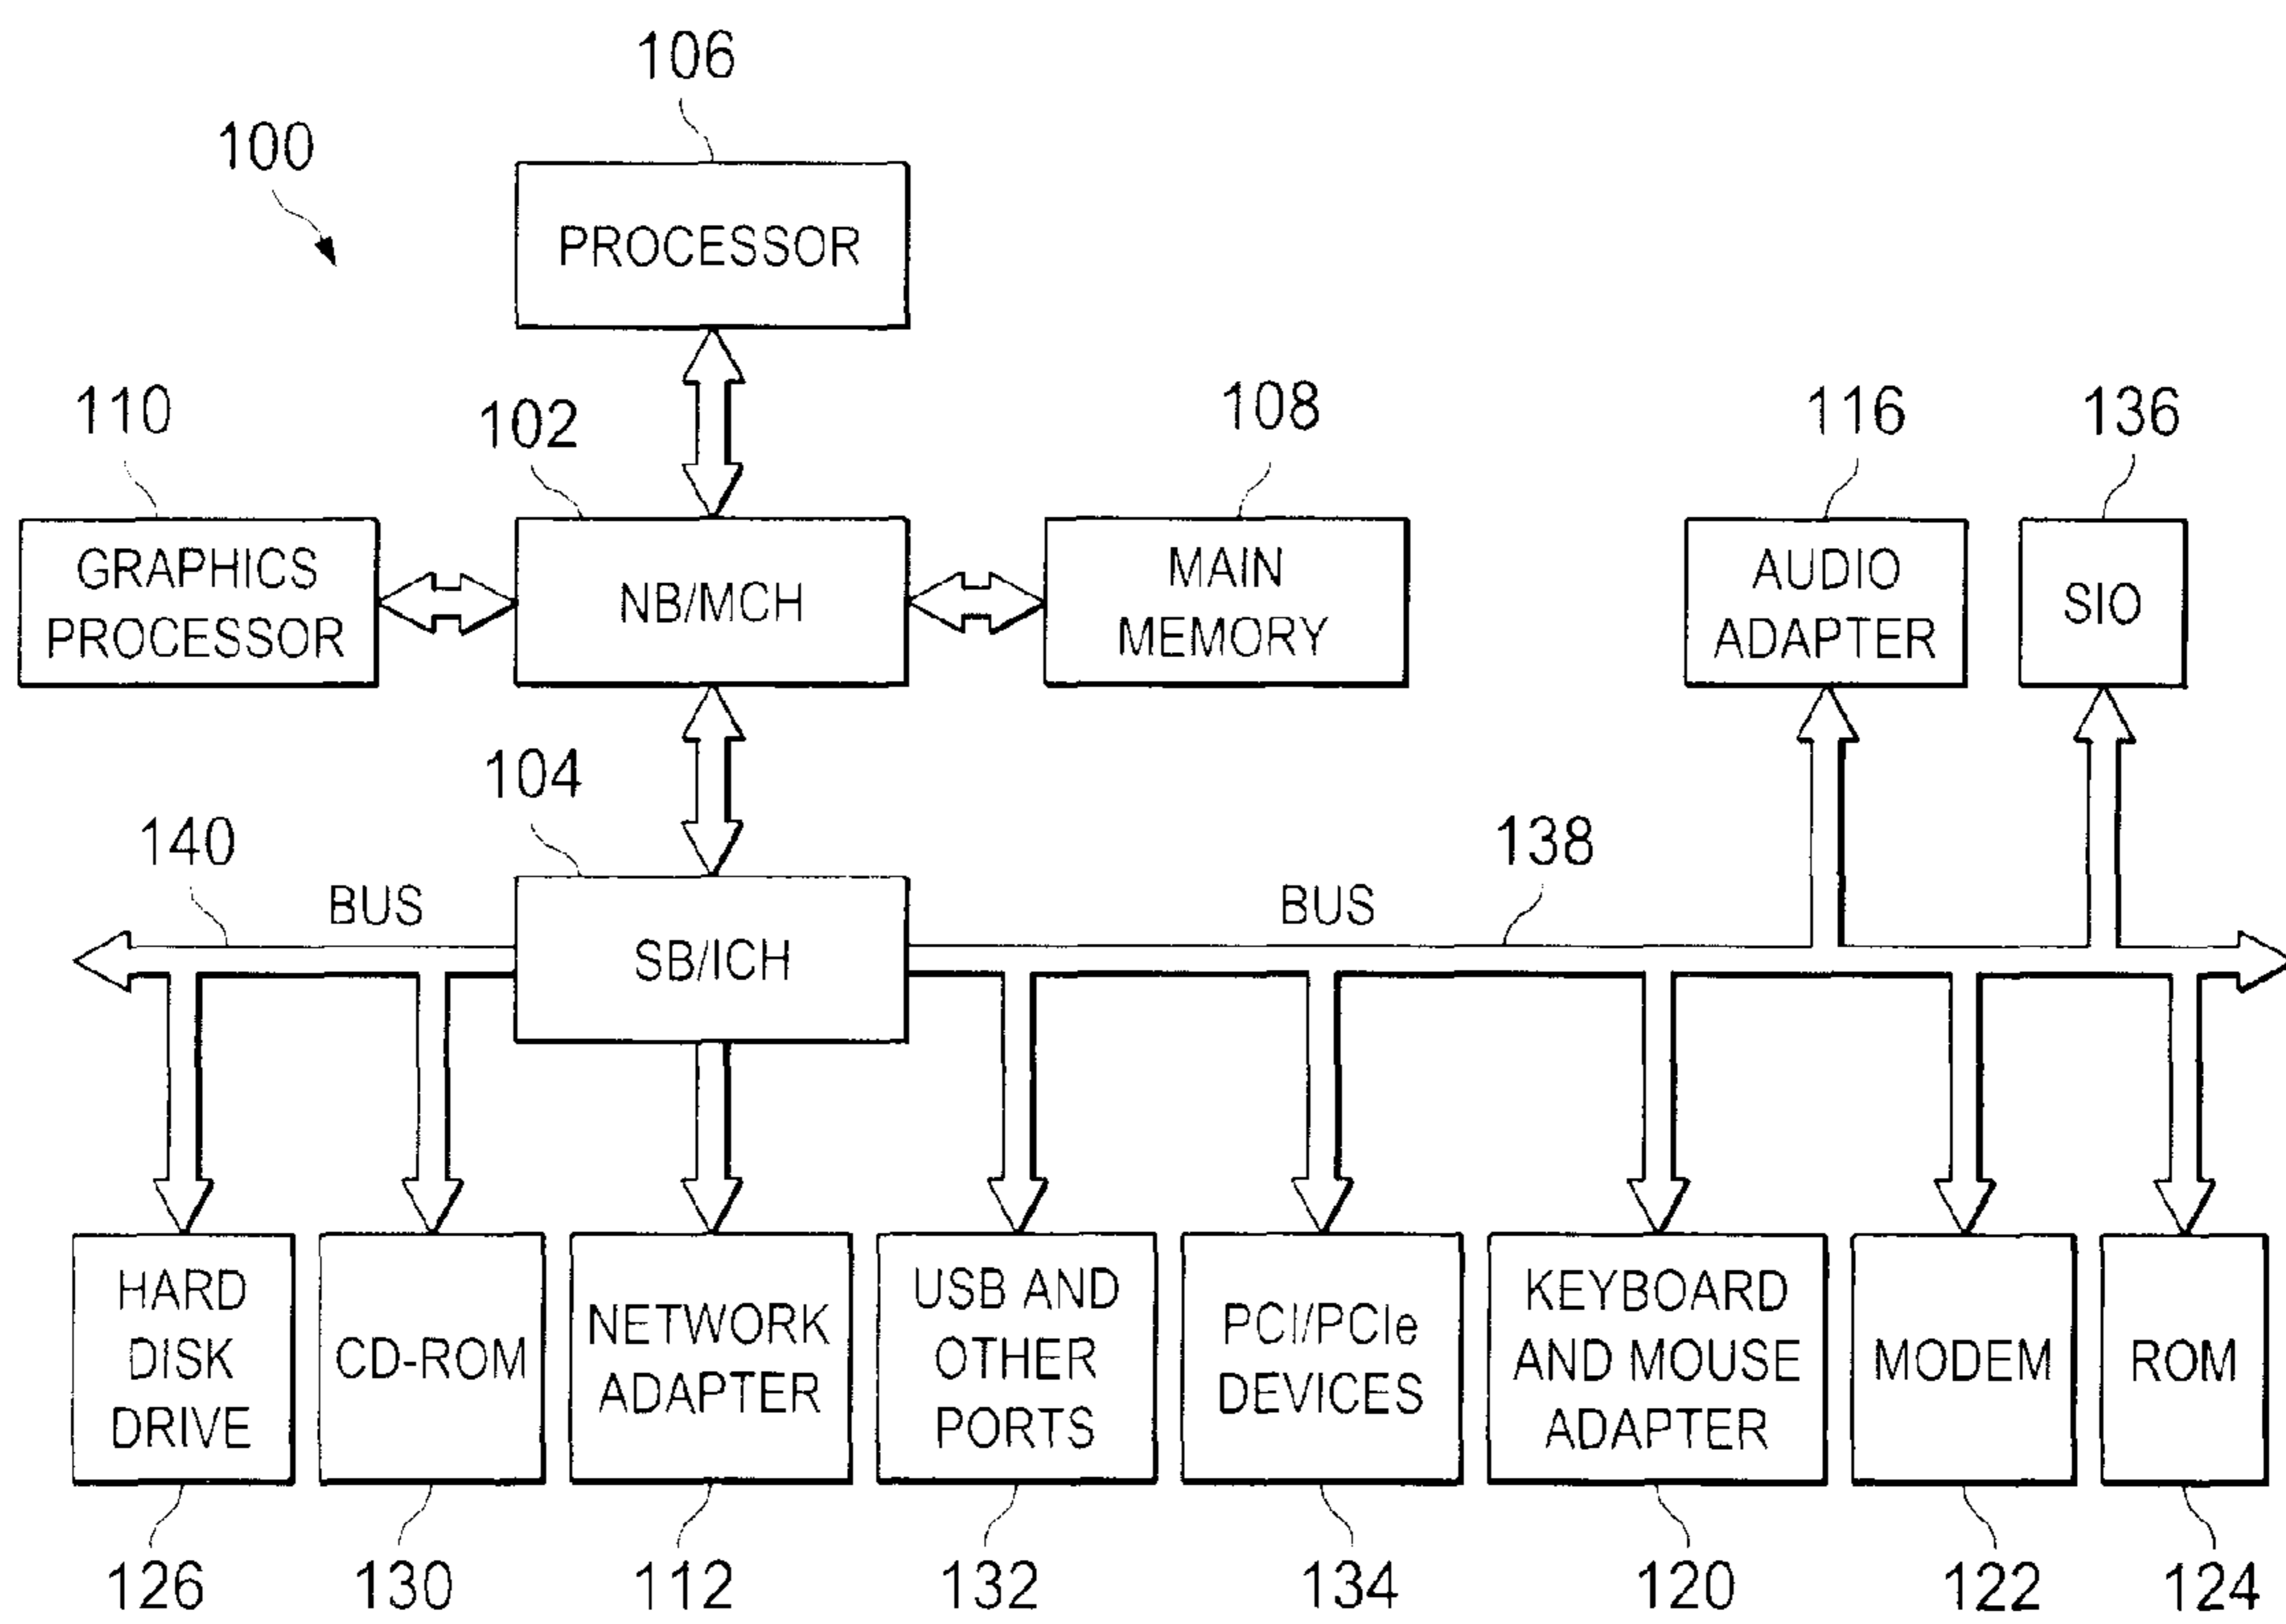 106
100
PROCESSOR
110
102
108
116
136
GRAPHICS
PROCESSOR
NB/MCH
MAIN
MEMORY
AUDIO
ADAPTER
SIO
104
140
BUS
SB/ICH
BUS
138
HARD
DISK
DRIVE
CD-ROM
NETWORK
ADAPTER
USB AND
OTHER
PORTS
PCI/PCIe
DEVICES
KEYBOARD
AND MOUSE
ADAPTER
MODEM
ROM
126
130
112
132
134
120
122
124